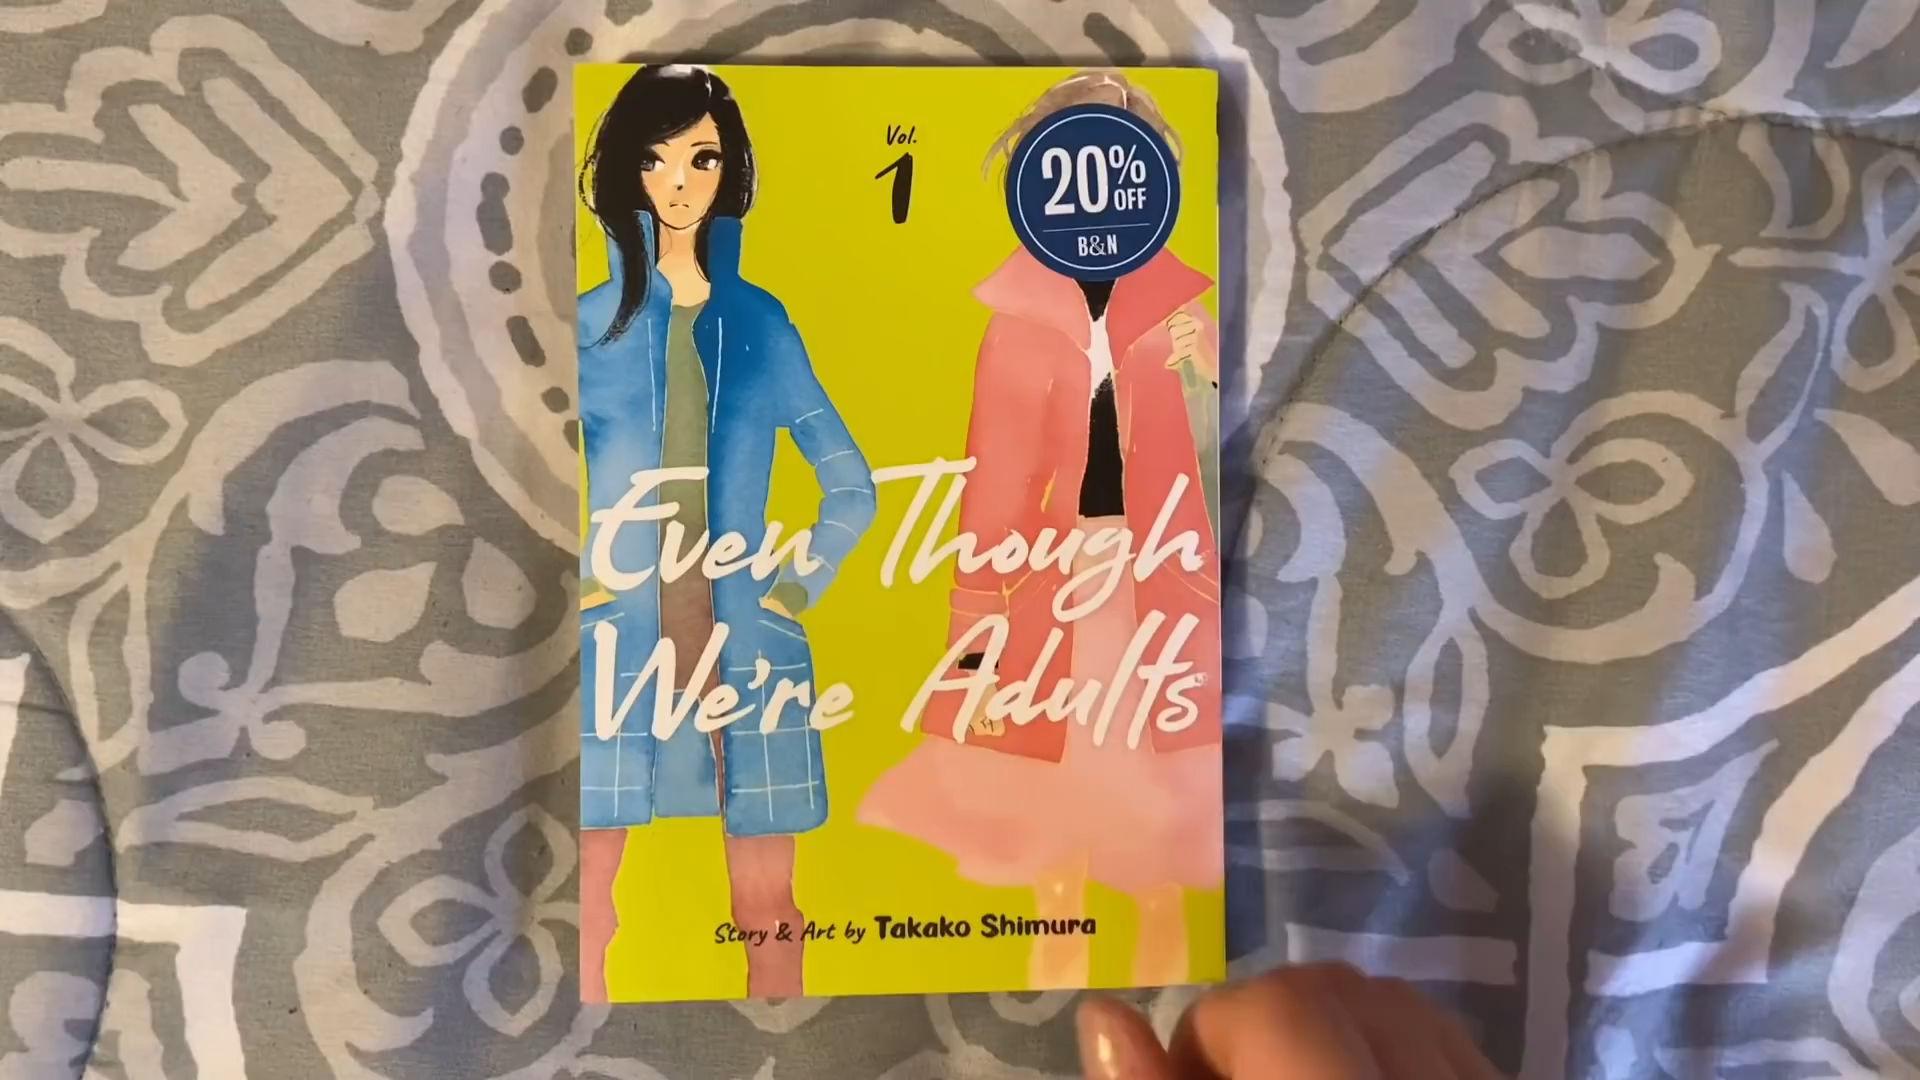 Vol.
1
20%
OFF
B&N
Even Though
We're Adults
Story & Art by Takako Shimura